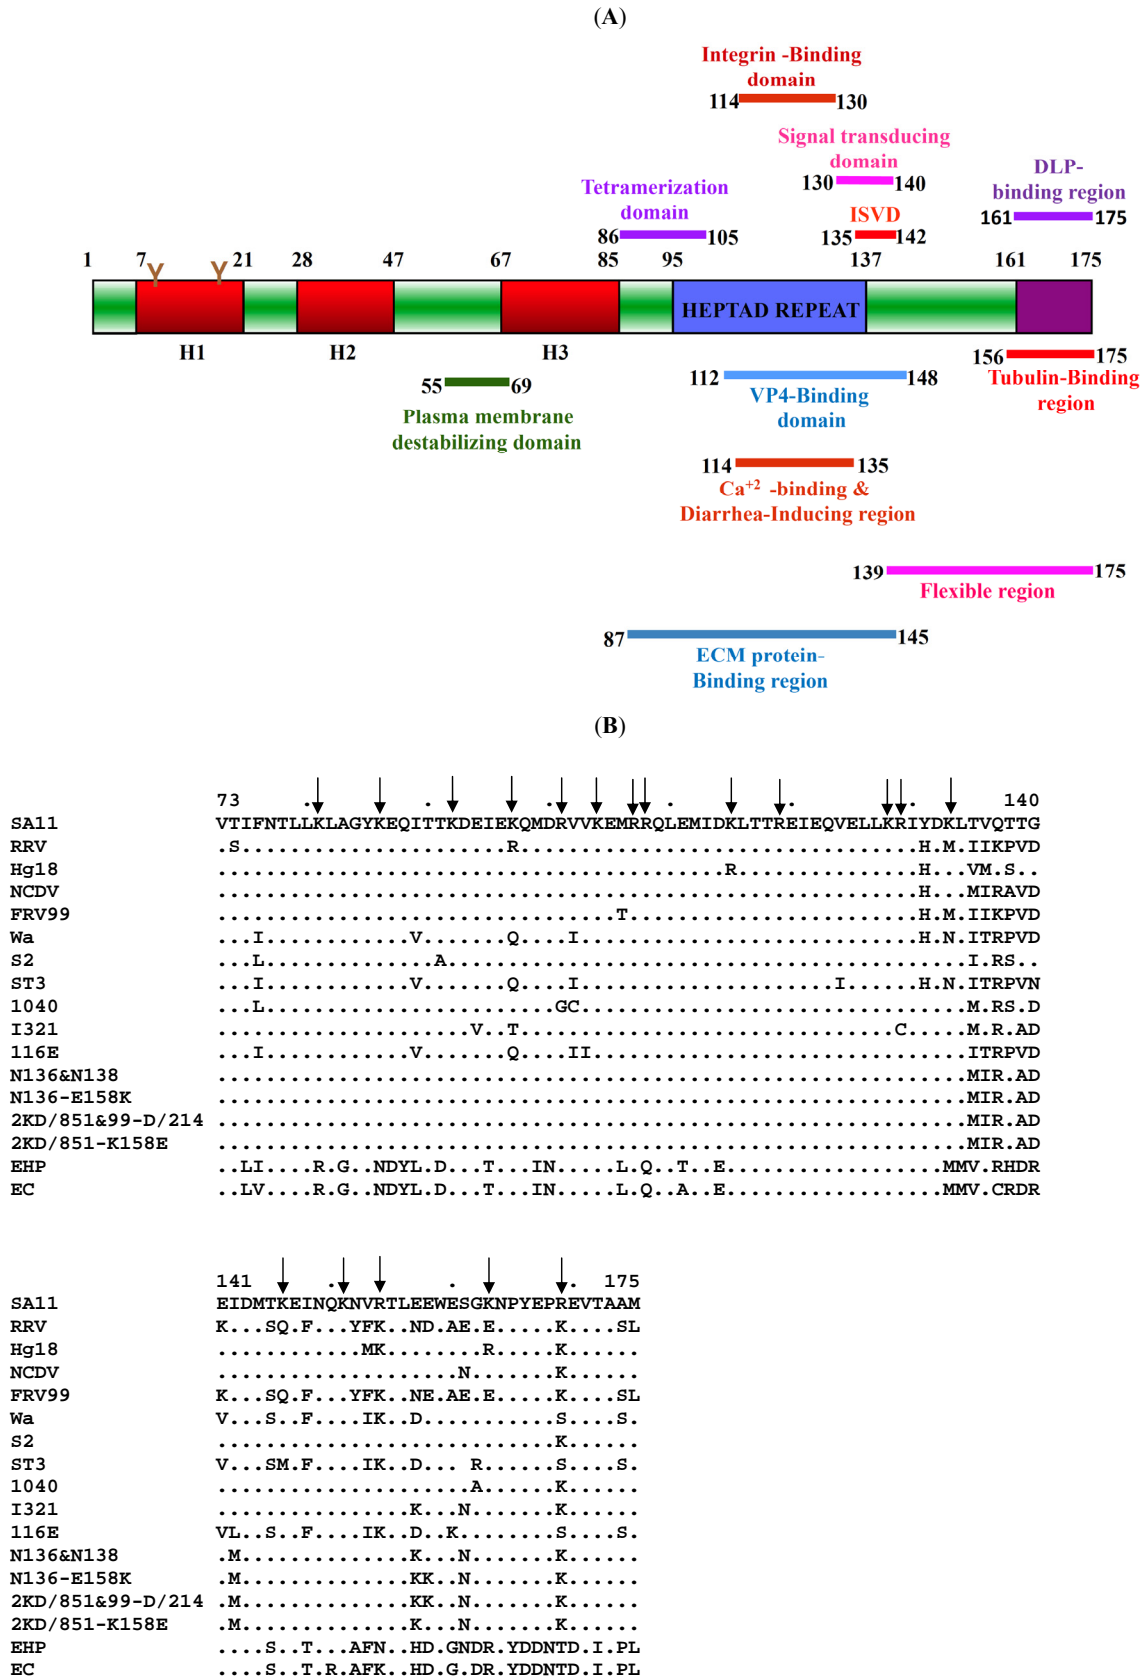 (A)
Integrin -Binding
domain
114 130
Signal transducing
domain
130 140
DLP-
binding region
161 175
Tetramerization
domain
86 105
ISVD
135 142
1 7 21 28 47 67 85 95 137 161 175
Y Y
HEPTAD REPEAT
H1 H2 H3
156 175
Tubulin-Binding
region
55 69
Plasma membrane
destabilizing domain
112 148
VP4-Binding
domain
114 135
Ca+2 -binding &
Diarrhea-Inducing region
139 175
Flexible region
87 145
ECM protein-
Binding region
(B)
73 . . . . . . 140
SA11 VTIFNTLLKLAGYKEQITTKDEIEKQMDRVVKEMRRQLEMIDKLTTREIEQVELLKRIYDKLTVQTTG
RRV .S......................R.................................H.M.IIKPVD
Hg18 ..........................................R...............H...VM.S..
NCDV ..........................................................H...MIRAVD
FRV99 .................................T........................H.M.IIKPVD
Wa ...I............V.......Q....I............................H.N.ITRPVD
S2 ...L..............A...........................................I.RS..
ST3 ...I............V.......Q....I.....................I......H.N.ITRPVN
1040 ...L........................GC................................M.RS.D
I321 .....................V..T...............................C.....M.R.AD
116E ...I............V.......Q....II...............................ITRPVD
N136&N138 ..............................................................MIR.AD
N136-E158K ..............................................................MIR.AD
2KD/851&99-D/214 ..............................................................MIR.AD
2KD/851-K158E ..............................................................MIR.AD
EHP ..LI....R.G..NDYL.D...T...IN.....L.Q..T..E..................MMV.RHDR
EC ..LV....R.G..NDYL.D...T...IN.....L.Q..A..E..................MMV.CRDR
141 . . . 175
SA11 EIDMTKEINQKNVRTLEEWESGKNPYEPREVTAAM
RRV K...SQ.F...YFK..ND.AE.E.....K....SL
Hg18 ............MK........R.....K......
NCDV ....................N.......K......
FRV99 K...SQ.F...YFK..NE.AE.E.....K....SL
Wa V...S..F....IK..D...........S....S.
S2 ............................K......
ST3 V...SM.F....IK..D... R......S....S.
1040 .....................A......K......
I321 ................K...N.......K......
116E VL..S..F....IK..D..K........S....S.
N136&N138 .M..............K...N.......K......
N136-E158K .M..............KK..N.......K......
2KD/851&99-D/214 .M..............KK..N.......K......
2KD/851-K158E .M..............K...N.......K......
EHP ....S..T...AFN..HD.GNDR.YDDNTD.I.PL
EC ....S..T.R.AFK..HD.G.DR.YDDNTD.I.PL